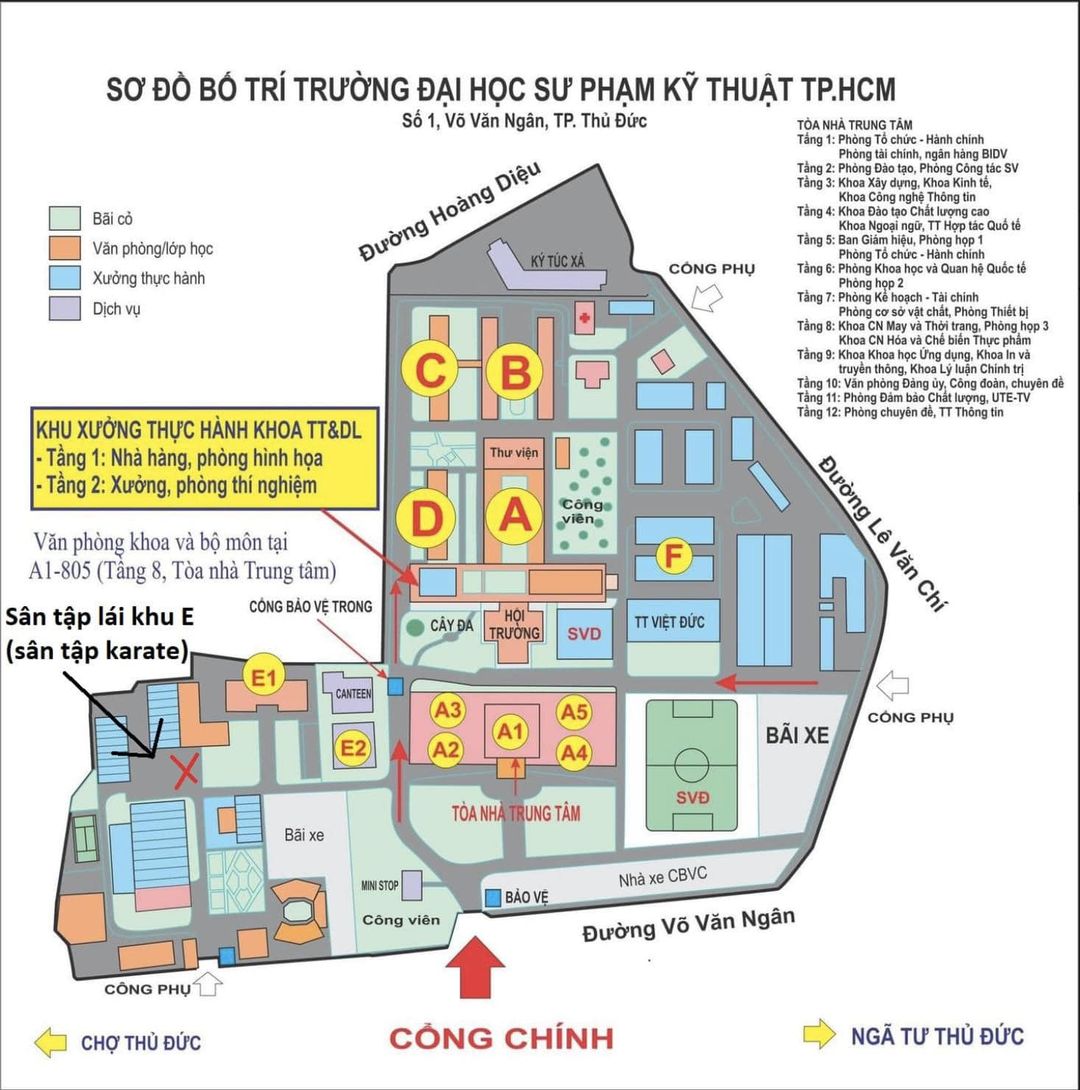 SƠ ĐỒ BỐ TRÍ TRƯỜNG ĐẠI HỌC SƯ PHẠM KỸ THUẬT TP.HCM
Số 1, Võ Văn Ngân, TP. Thủ Đức
TÒA NHÀ TRUNG TÂM
Tầng 1: Phòng Tổ chức - Hành chính
Phòng tài chính, ngân hàng BIDV
Tầng 2: Phòng Đào tạo, Phòng Công tác SV
Tầng 3: Khoa Xây dựng, Khoa Kinh tế,
Khoa Công nghệ Thông tin
Tầng 4: Khoa Đào tạo Chất lượng cao
Khoa Ngoại ngữ, TT Hợp tác Quố tế
Tầng 5: Ban Giám hiệu, Phòng họp 1
Phòng Tổ chức - Hành chính
Tầng 6: Phòng Khoa học và Quan hệ Quốc tế
Phòng họp 2
Tầng 7: Phòng Kế hoạch - Tài chính
Phòng cơ sở vật chất, Phòng Thiết bị
Tầng 8: Khoa CN May và Thời trang, Phòng họp 3
Khoa CN Hóa và Chế biến Thực phẩm
Tầng 9: Khoa Khoa học Ứng dụng, Khoa In và
truyền thông, Khoa Lý luận Chính trị
Tầng 10: Văn phòng Đảng ủy, Công đoàn, chuyên đề
Tầng 11: Phòng Đảm bảo Chất lượng, UTE-TV
Tầng 12: Phòng chuyên đề, TT Thông tin
Bãi cỏ
Văn phòng/lớp học
Xưởng thực hành
Dịch vụ
Đường Hoàng Diệu
KÝ TÚC XẢ
CỔNG PHỤ
C
B
KHU XƯỞNG THỰC HÀNH KHOA TT&DL
- Tầng 1: Nhà hàng, phòng hình họa
- Tầng 2: Xưởng, phòng thí nghiệm
Thư viện
D
A
Công
viên
Đường Lê Văn Chí
F
Văn phòng khoa và bộ môn tại
A1-805 (Tầng 8, Tòa nhà Trung tâm)
Sân tập lái khu E
(sân tập karate)
CỔNG BẢO VỆ TRONG
CÂY ĐA
HỘI
TRƯỜNG
SVD
TT VIỆT ĐỨC
E1
CANTEEN
E2
A3
A2
A1
A5
A4
TÒA NHÀ TRUNG TÂM
SVĐ
BÃI XE
CỔNG PHỤ
Bãi xe
MINI STOP
Công viên
BẢO VỆ
Nhà xe CBVC
Đường Võ Văn Ngân
CỔNG PHỤ
CHỢ THỦ ĐỨC
CỔNG CHÍNH
NGÃ TƯ THỦ ĐỨC